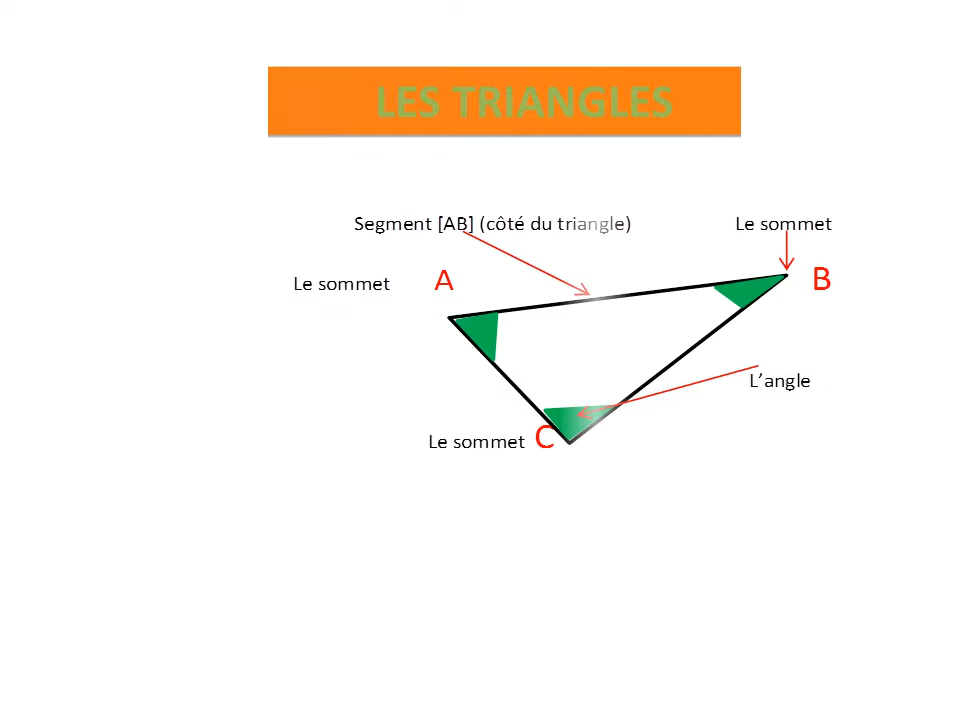 LES TRIANGLES
Segment [AB] (côté du triangle)
Le sommet
Le sommet
A
B
L’angle
Le sommet
C